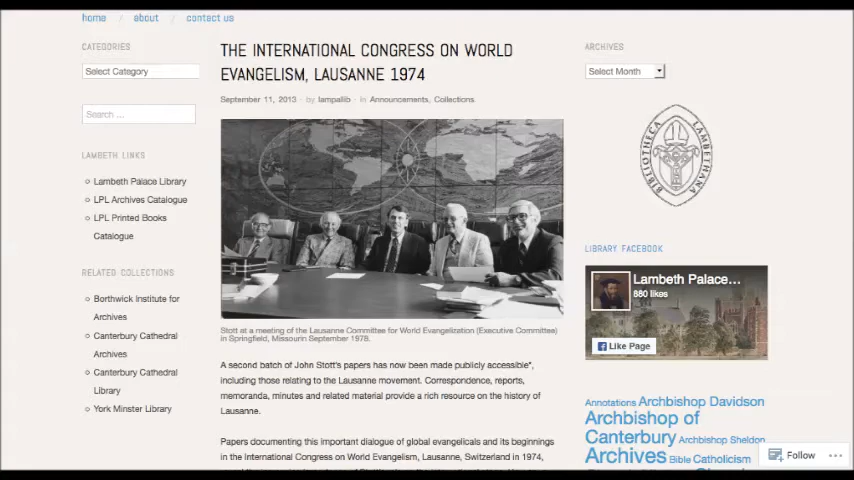 home / about / contact us
CATEGORIES
Select Category
Search ...
LAMBETH LINKS
Lambeth Palace Library
LPL Archives Catalogue
LPL Printed Books
Catalogue
RELATED COLLECTIONS
Borthwick Institute for
Archives
Canterbury Cathedral
Archives
Canterbury Cathedral
Library
York Minster Library
THE INTERNATIONAL CONGRESS ON WORLD
EVANGELISM, LAUSANNE 1974
September 11, 2013 · by lampallib · in Announcements, Collections.
Stott at a meeting of the Lausanne Committee for World Evangelization (Executive Committee)
in Springfield, Missourin September 1978.
A second batch of John Stott's papers has now been made publicly accessible*,
including those relating to the Lausanne movement. Correspondence, reports,
memoranda, minutes and related material provide a rich resource on the history of
Lausanne.
Papers documenting this important dialogue of global evangelicals and its beginnings
in the International Congress on World Evangelism, Lausanne, Switzerland in 1974,
ARCHIVES
Select Month
BIBLIOTHECA LAMBETHANA
LIBRARY FACEBOOK
Lambeth Palace...
880 likes
Like Page
Annotations Archbishop Davidson
Archbishop of
Canterbury Archbishop Sheldon
Archives Bible Catholicism
Follow ...